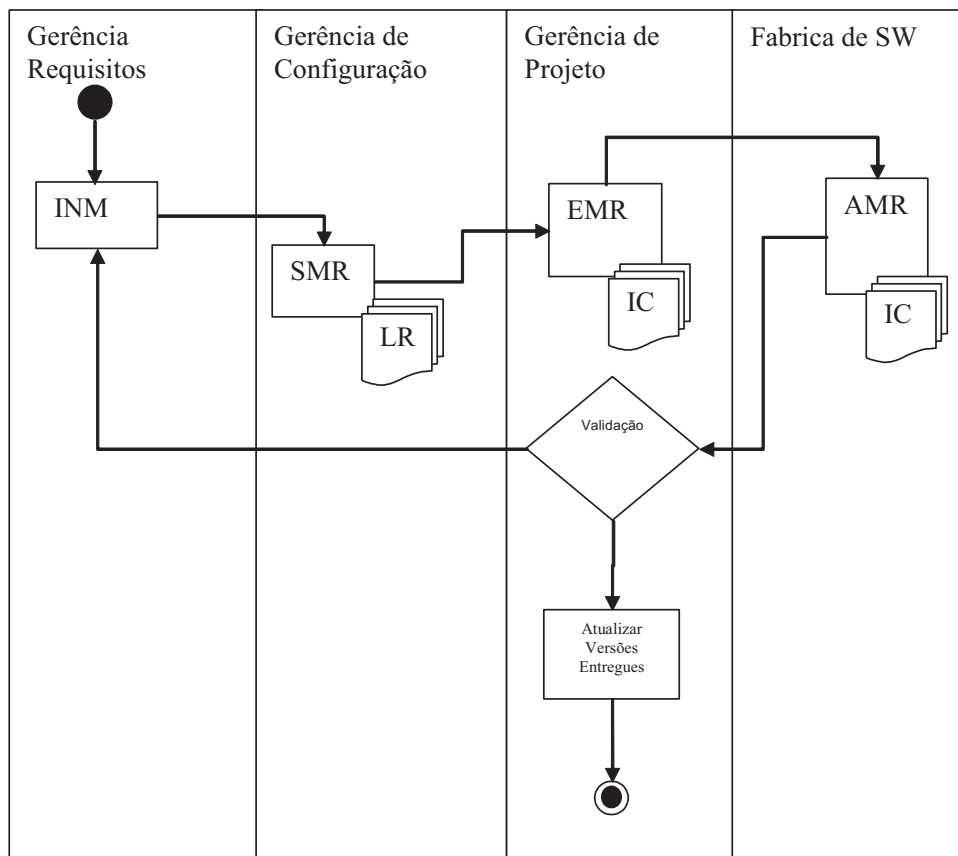 Gerência
Requisitos
Gerência de
Configuração
Gerência de
Projeto
Fabrica de SW
INM
SMR
LR
EMR
IC
AMR
IC
Validação
Atualizar
Versões
Entregues